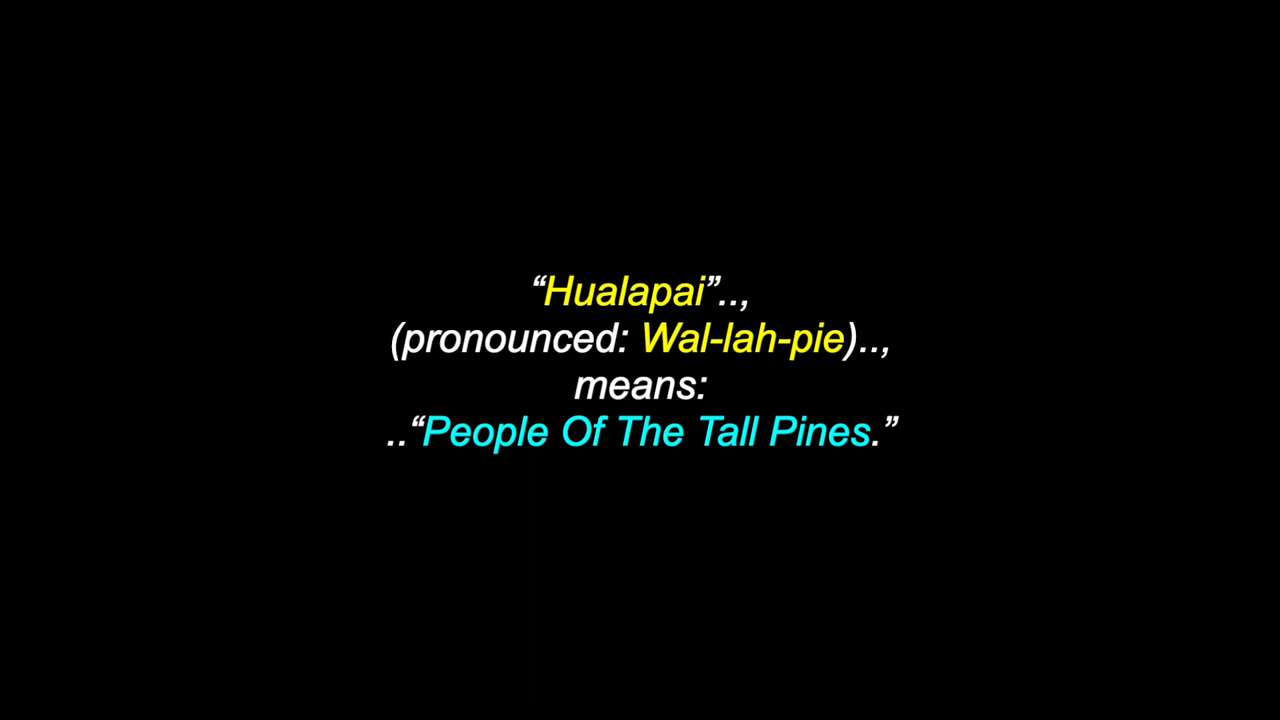 “Hualapai”..,
(pronounced: Wal-lah-pie)..,
means:
..“People Of The Tall Pines.”